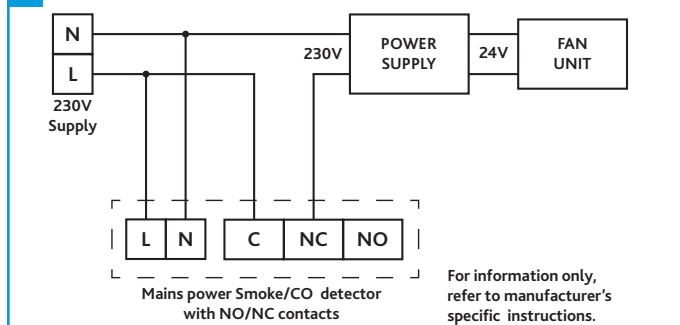 N
L
230V
Supply
230V
POWER
SUPPLY
24V
FAN
UNIT
L N C NC NO
Mains power Smoke/CO detector
with NO/NC contacts
For information only,
refer to manufacturer's
specific instructions.